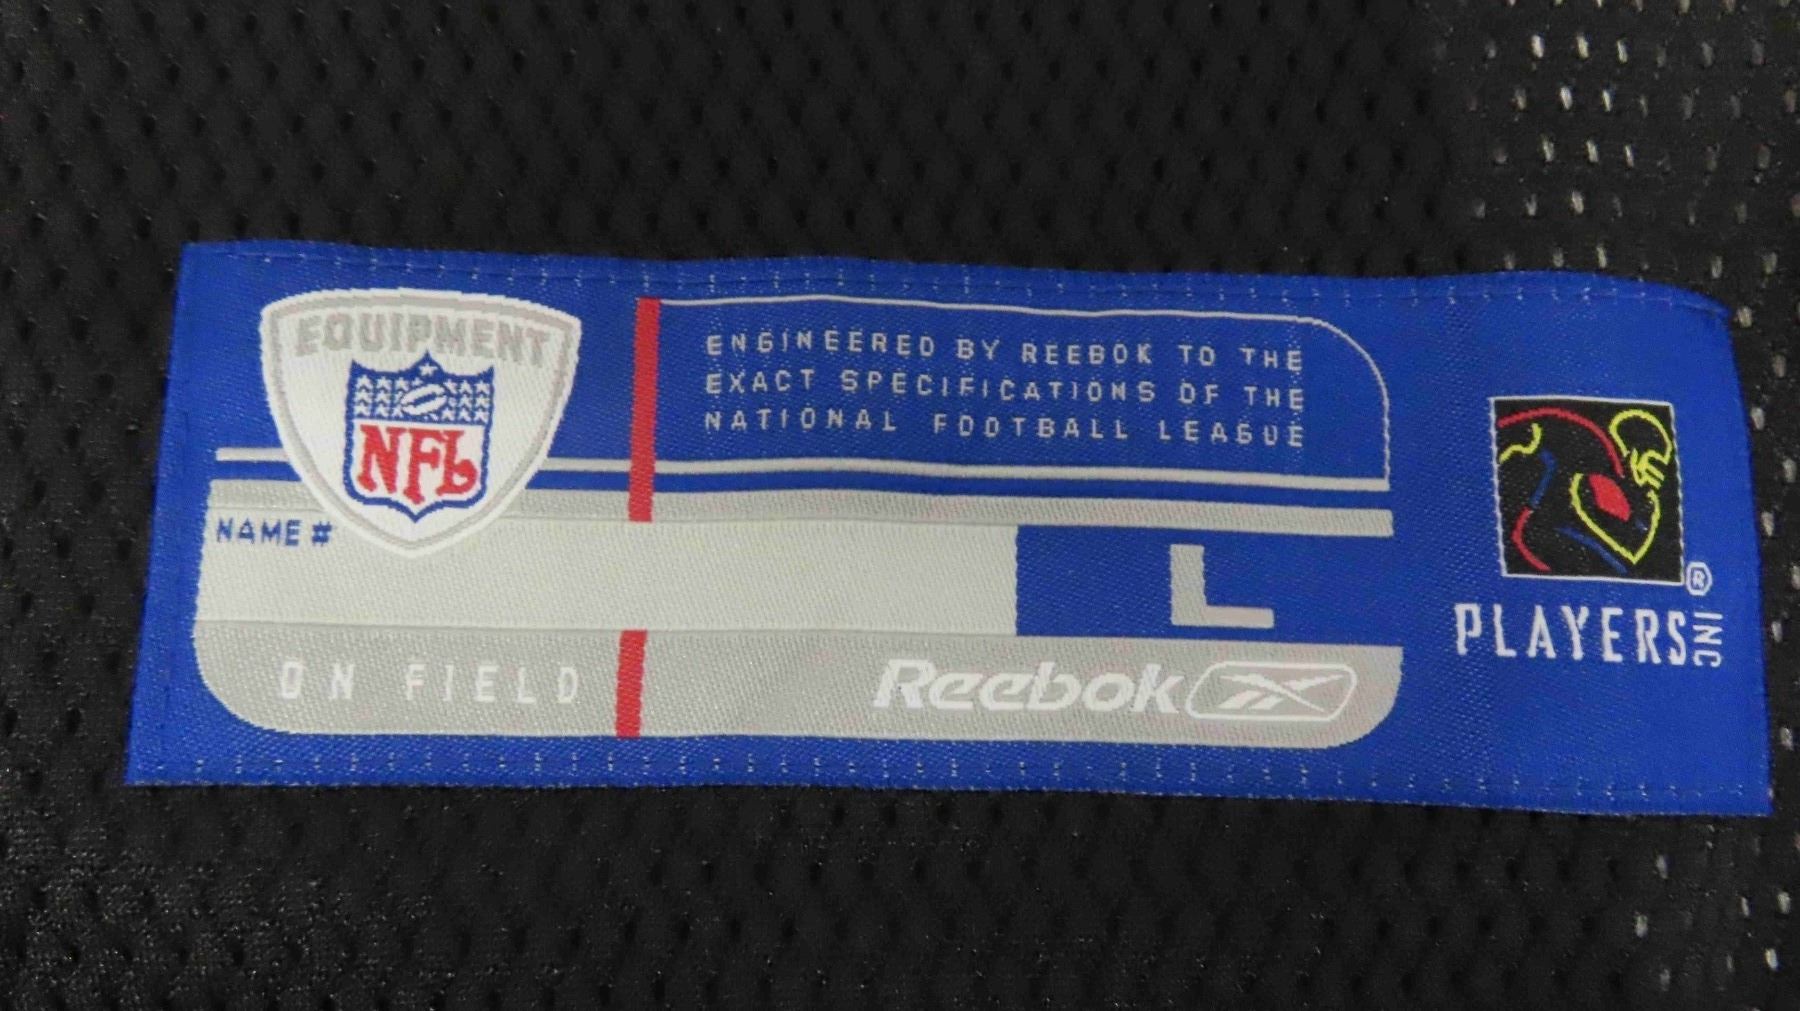 EQUIPMENT
NFL
ENGINEERED BY REEBOK TO THE
EXACT SPECIFICATIONS OF THE
NATIONAL FOOTBALL LEAGUE
NAME #
L
ON FIELD
Reebok
®
PLAYERS INC